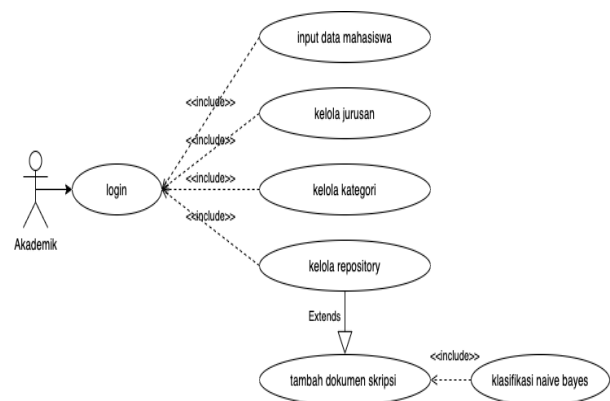 input data mahasiswa
<<include>>
kelola jurusan
<<include>>
login
<<include>>
kelola kategori
<<include>>
Akademik
kelola repository
Extends
<<include>>
tambah dokumen skripsi
klasifikasi naive bayes